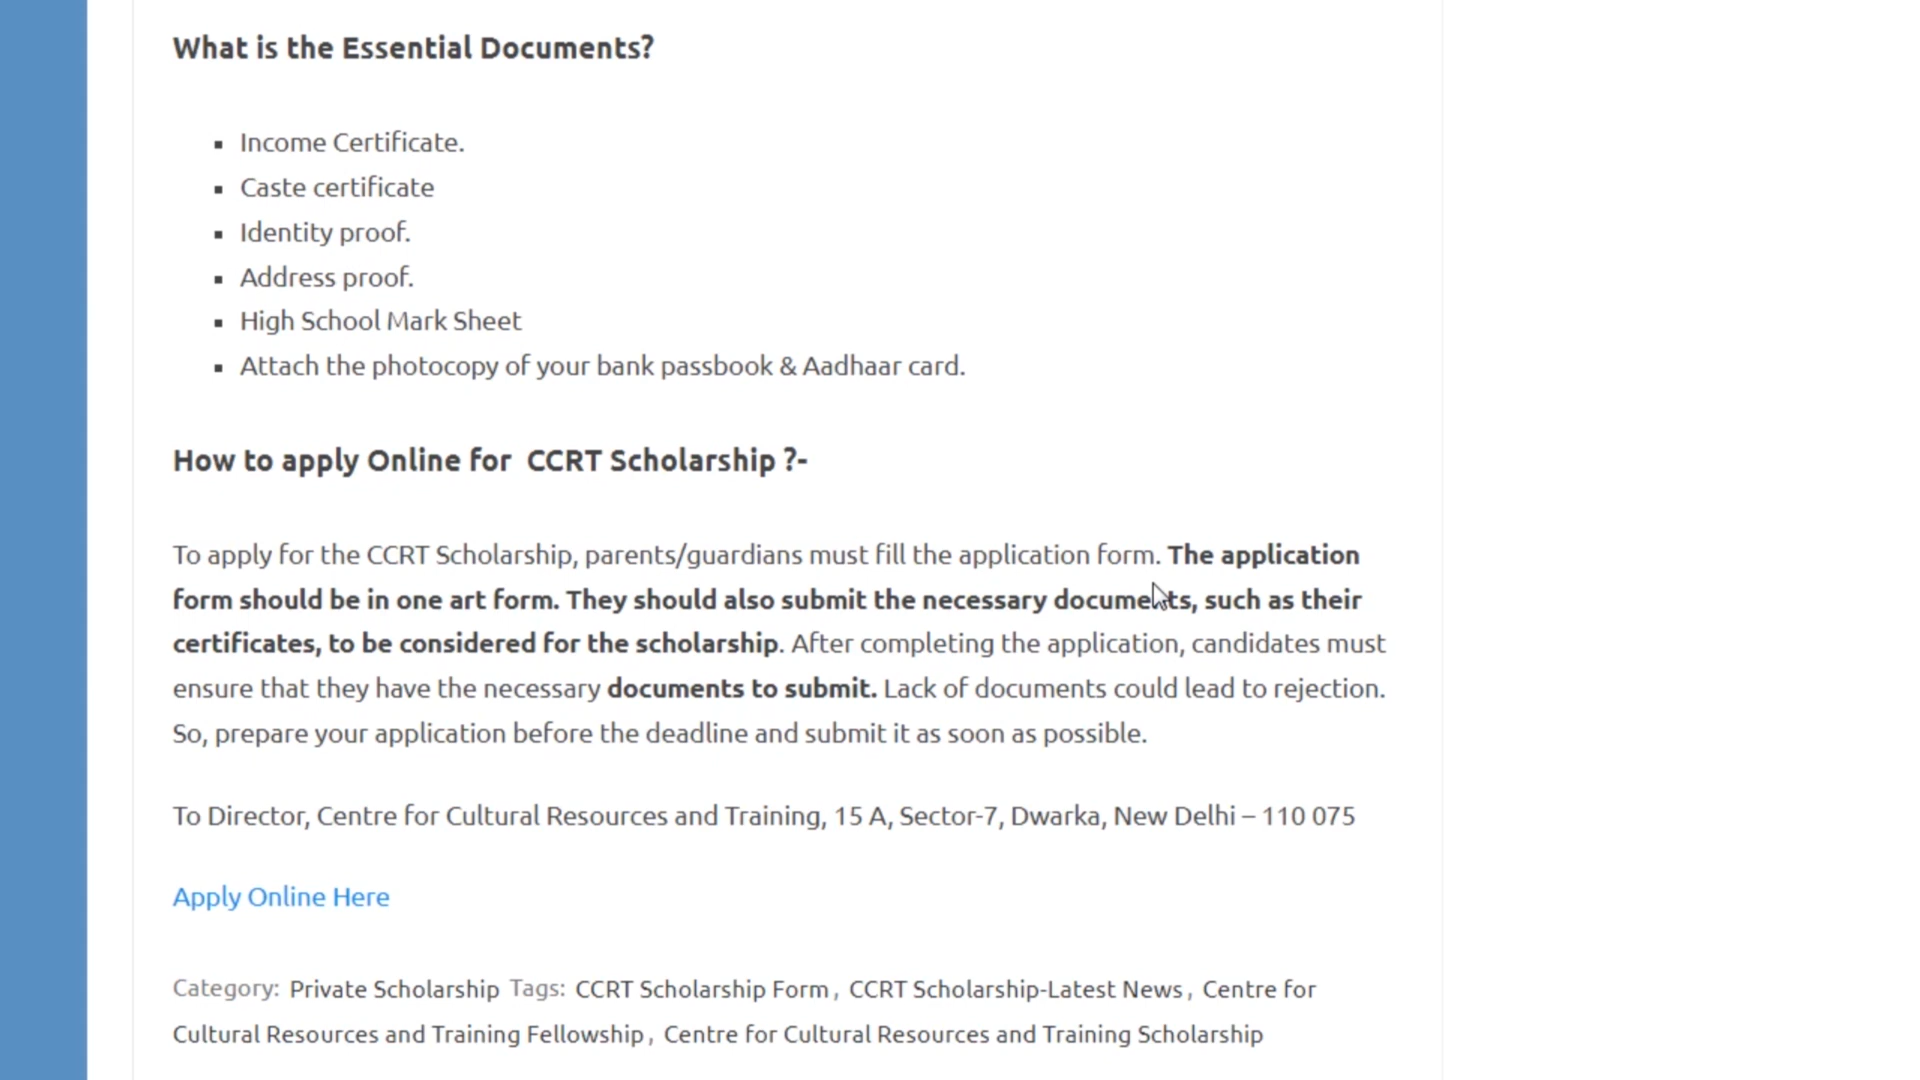 What is the Essential Documents?
Income Certificate.
Caste certificate
Identity proof.
Address proof.
High School Mark Sheet
Attach the photocopy of your bank passbook & Aadhaar card.
How to apply Online for CCRT Scholarship ?-
To apply for the CCRT Scholarship, parents/guardians must fill the application form. The application
form should be in one art form. They should also submit the necessary documents, such as their
certificates, to be considered for the scholarship. After completing the application, candidates must
ensure that they have the necessary documents to submit. Lack of documents could lead to rejection.
So, prepare your application before the deadline and submit it as soon as possible.
To Director, Centre for Cultural Resources and Training, 15 A, Sector-7, Dwarka, New Delhi – 110 075
Apply Online Here
Category: Private Scholarship Tags: CCRT Scholarship Form, CCRT Scholarship-Latest News, Centre for
Cultural Resources and Training Fellowship, Centre for Cultural Resources and Training Scholarship